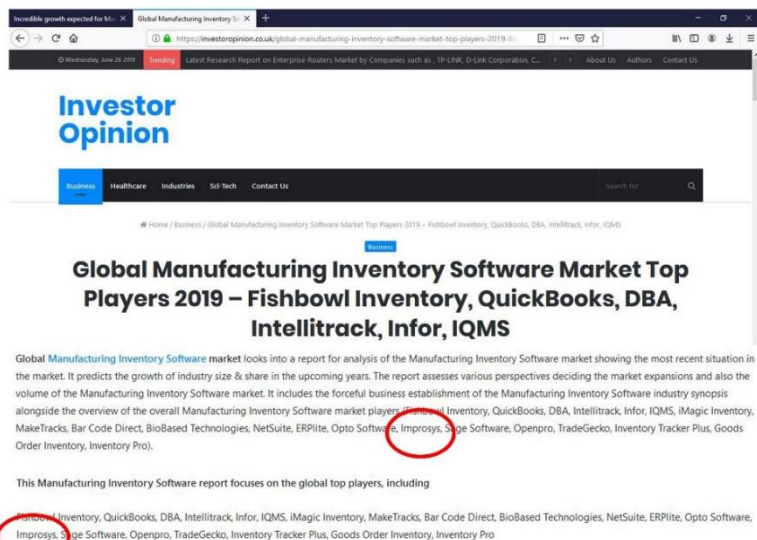 Incredible growth expected for Ma
Global Manufacturing Inventory So
https://investoropinion.co.uk/global-manufacturing-inventory-software-market-top-players-2019-fi
Wednesday, June 26 2019 Trending Latest Research Report on Enterprise Routers Market by Companies such as , TP-LINK, D-Link Corporation, C... About Us Authors Contact Us
Investor
Opinion
Business Healthcare Industries Sci-Tech Contact Us Search for
Home / Business / Global Manufacturing Inventory Software Market Top Players 2019 – Fishbowl Inventory, QuickBooks, DBA, Intellitrack, Infor, IQMS
Business
Global Manufacturing Inventory Software Market Top
Players 2019 – Fishbowl Inventory, QuickBooks, DBA,
Intellitrack, Infor, IQMS
Global Manufacturing Inventory Software market looks into a report for analysis of the Manufacturing Inventory Software market showing the most recent situation in
the market. It predicts the growth of industry size & share in the upcoming years. The report assesses various perspectives deciding the market expansions and also the
volume of the Manufacturing Inventory Software market. It includes the forceful business establishment of the Manufacturing Inventory Software industry synopsis
alongside the overview of the overall Manufacturing Inventory Software market players (Fishbowl Inventory, QuickBooks, DBA, Intellitrack, Infor, IQMS, iMagic Inventory,
MakeTracks, Bar Code Direct, BioBased Technologies, NetSuite, ERPlite, Opto Software, Improsys, Sage Software, Openpro, TradeGecko, Inventory Tracker Plus, Goods
Order Inventory, Inventory Pro).
This Manufacturing Inventory Software report focuses on the global top players, including
Fishbowl Inventory, QuickBooks, DBA, Intellitrack, Infor, IQMS, iMagic Inventory, MakeTracks, Bar Code Direct, BioBased Technologies, NetSuite, ERPlite, Opto Software,
Improsys, Sage Software, Openpro, TradeGecko, Inventory Tracker Plus, Goods Order Inventory, Inventory Pro